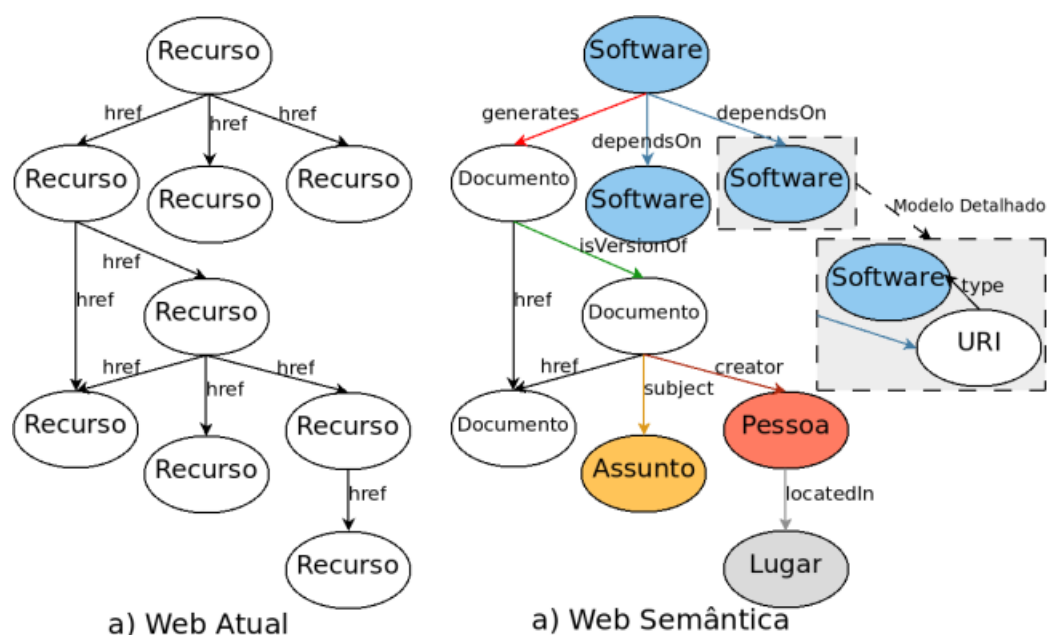 Recurso
href
href
href
Recurso
Recurso
Recurso
href
href
Recurso
href
href
href
Recurso
Recurso
Recurso
href
Recurso
a) Web Atual
Software
generates
dependsOn
dependsOn
Documento
Software
Software
Modelo Detalhado
isVersionOf
href
Software
type
URI
Documento
href
subject
creator
Documento
Assunto
Pessoa
locatedIn
Lugar
a) Web Semântica